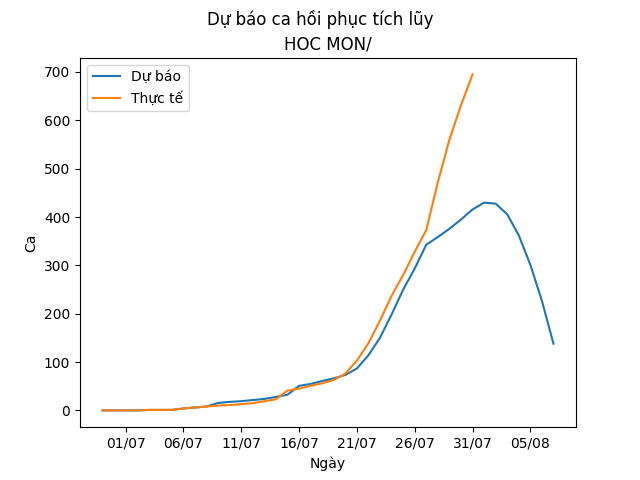 Dự báo ca hồi phục tích lũy
HOC MON/
Dự báo
Thực tế
700
600
500
400
300
200
100
0
Ca
01/07 06/07 11/07 16/07 21/07 26/07 31/07 05/08
Ngày